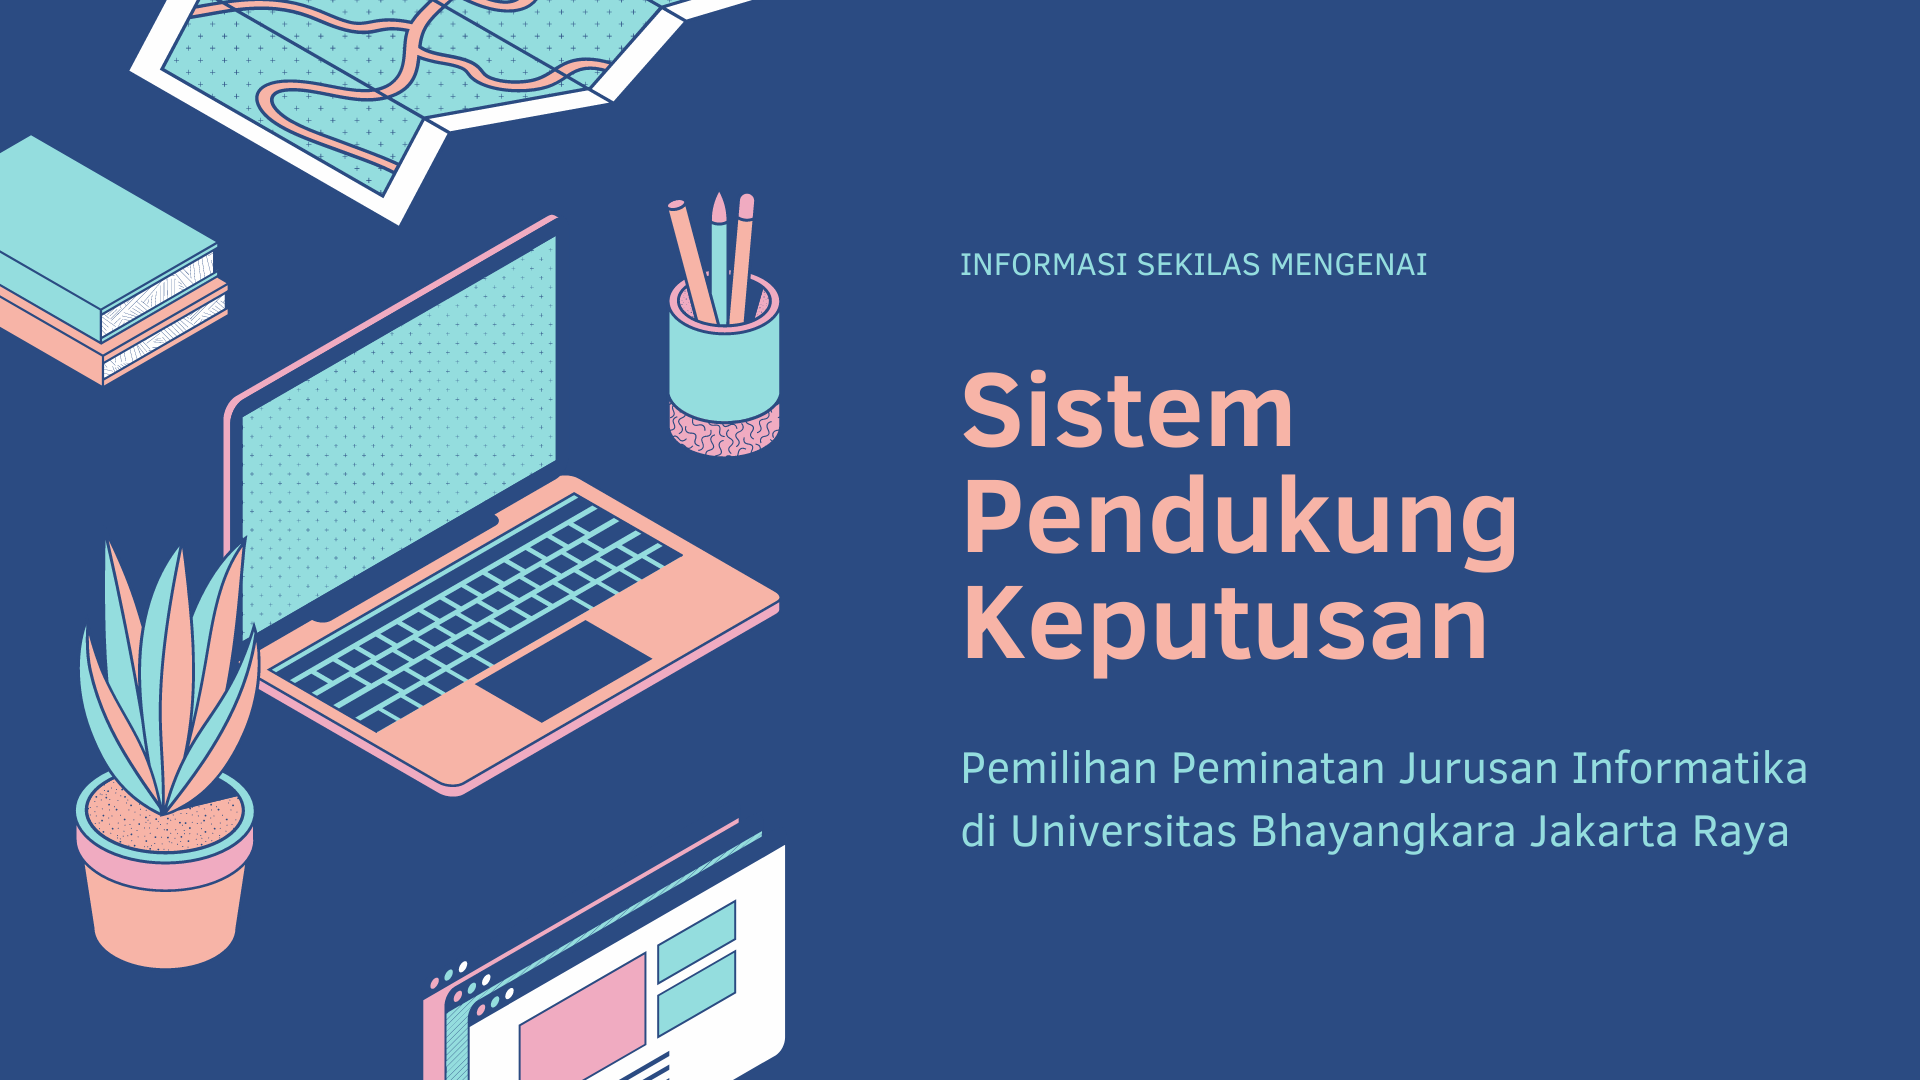 INFORMASI SEKILAS MENGENAI
Sistem
Pendukung
Keputusan
Pemilihan Peminatan Jurusan Informatika
di Universitas Bhayangkara Jakarta Raya